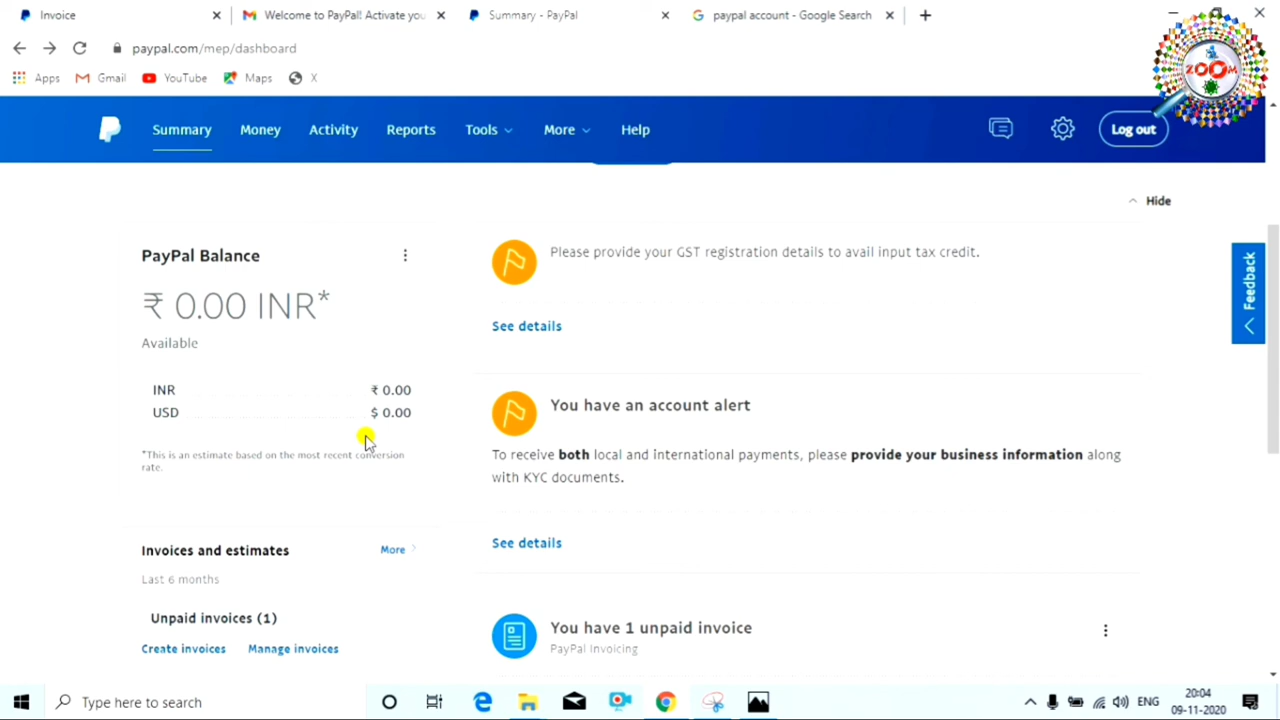 Invoice
Welcome to PayPal! Activate you
Summary - PayPal
paypal account - Google Search
paypal.com/mep/dashboard
Apps
Gmail
YouTube
Maps
X
ZOOM
Summary
Money
Activity
Reports
Tools
More
Help
Log out
Hide
PayPal Balance
₹ 0.00 INR*
Available
INR ₹ 0.00
USD $ 0.00
*This is an estimate based on the most recent conversion
rate.
Invoices and estimates
More
Last 6 months
Unpaid invoices (1)
Create invoices
Manage invoices
Please provide your GST registration details to avail input tax credit.
See details
You have an account alert
To receive both local and international payments, please provide your business information along
with KYC documents.
See details
You have 1 unpaid invoice
PayPal Invoicing
Feedback
Type here to search
ENG
20:04
09-11-2020